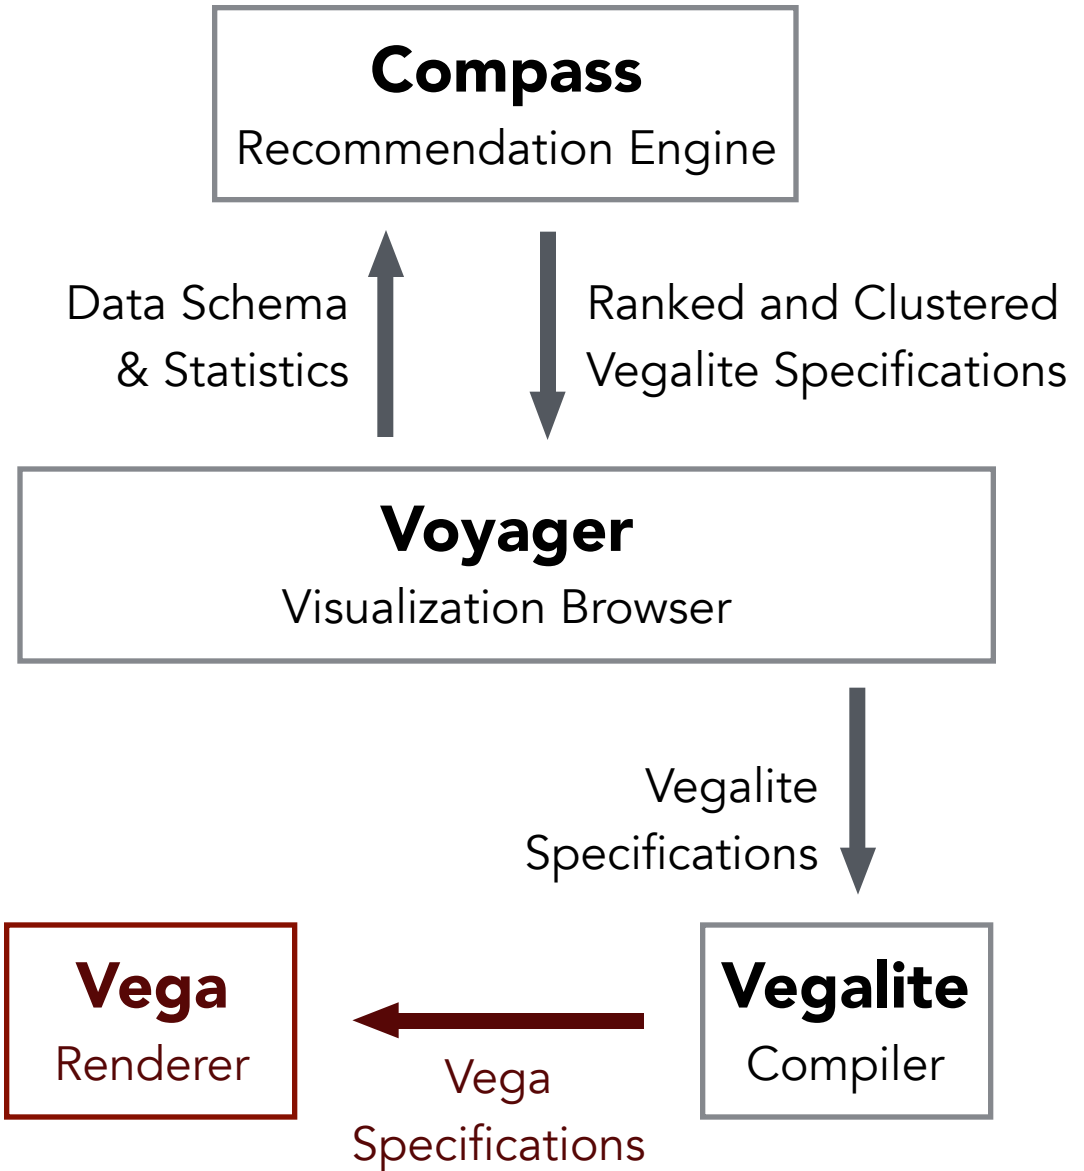 Compass
Recommendation Engine
Data Schema
& Statistics
Ranked and Clustered
Vegalite Specifications
Voyager
Visualization Browser
Vegalite
Specifications
Vega
Renderer
Vega
Specifications
Vegalite
Compiler